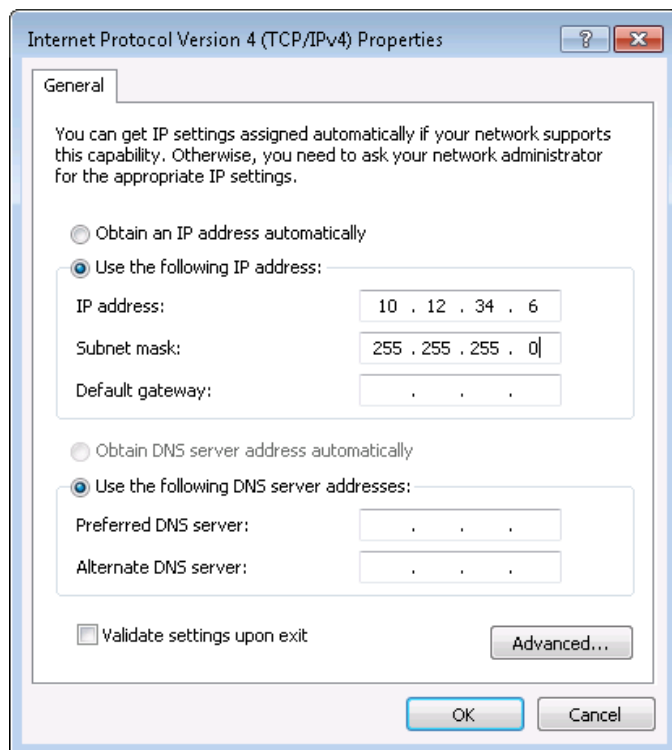 Internet Protocol Version 4 (TCP/IPv4) Properties
General
You can get IP settings assigned automatically if your network supports
this capability. Otherwise, you need to ask your network administrator
for the appropriate IP settings.
Obtain an IP address automatically
Use the following IP address:
IP address: 10 . 12 . 34 . 6
Subnet mask: 255 . 255 . 255 . 0
Default gateway: . . .
Obtain DNS server address automatically
Use the following DNS server addresses:
Preferred DNS server: . . .
Alternate DNS server: . . .
Validate settings upon exit
Advanced...
OK Cancel